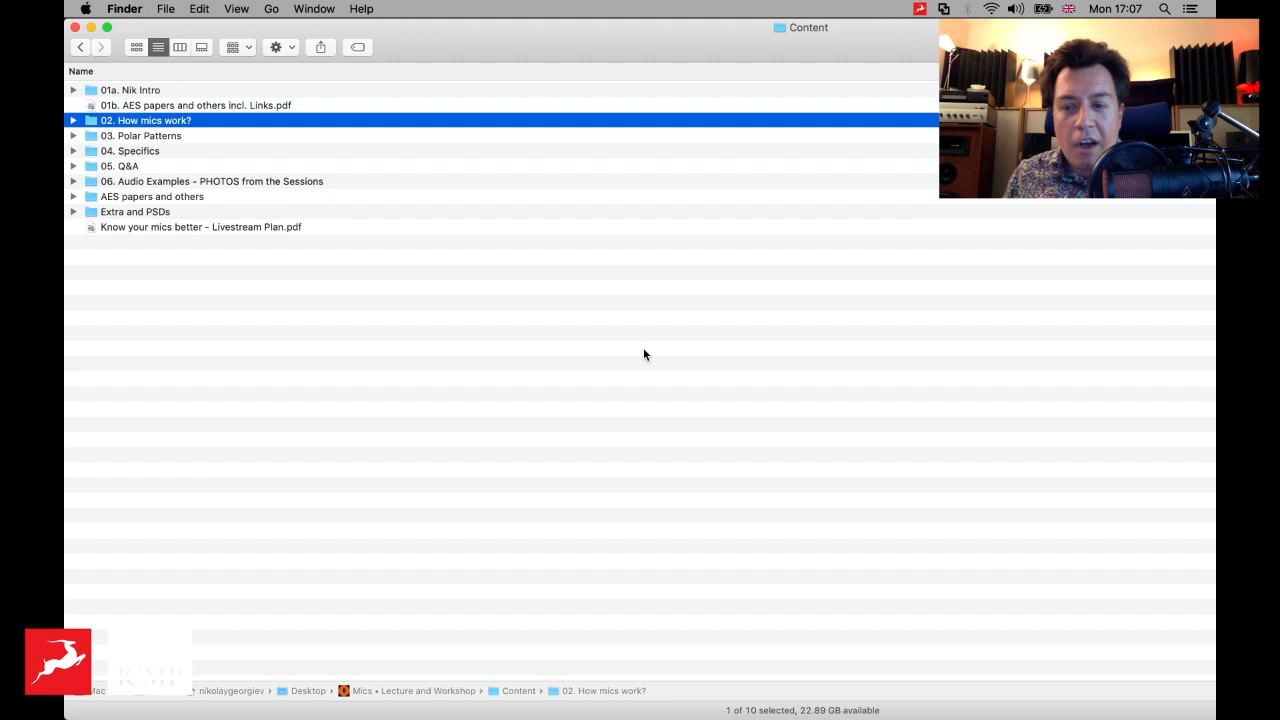 Finder File Edit View Go Window Help Mon 17:07
Content
Name
01a. Nik Intro
01b. AES papers and others incl. Links.pdf
02. How mics work?
03. Polar Patterns
04. Specifics
05. Q&A
06. Audio Examples - PHOTOS from the Sessions
AES papers and others
Extra and PSDs
Know your mics better - Livestream Plan.pdf
ICMP
Mac nikolaygeorgiev › Desktop › Mics • Lecture and Workshop › Content › 02. How mics work?
1 of 10 selected, 22.89 GB available